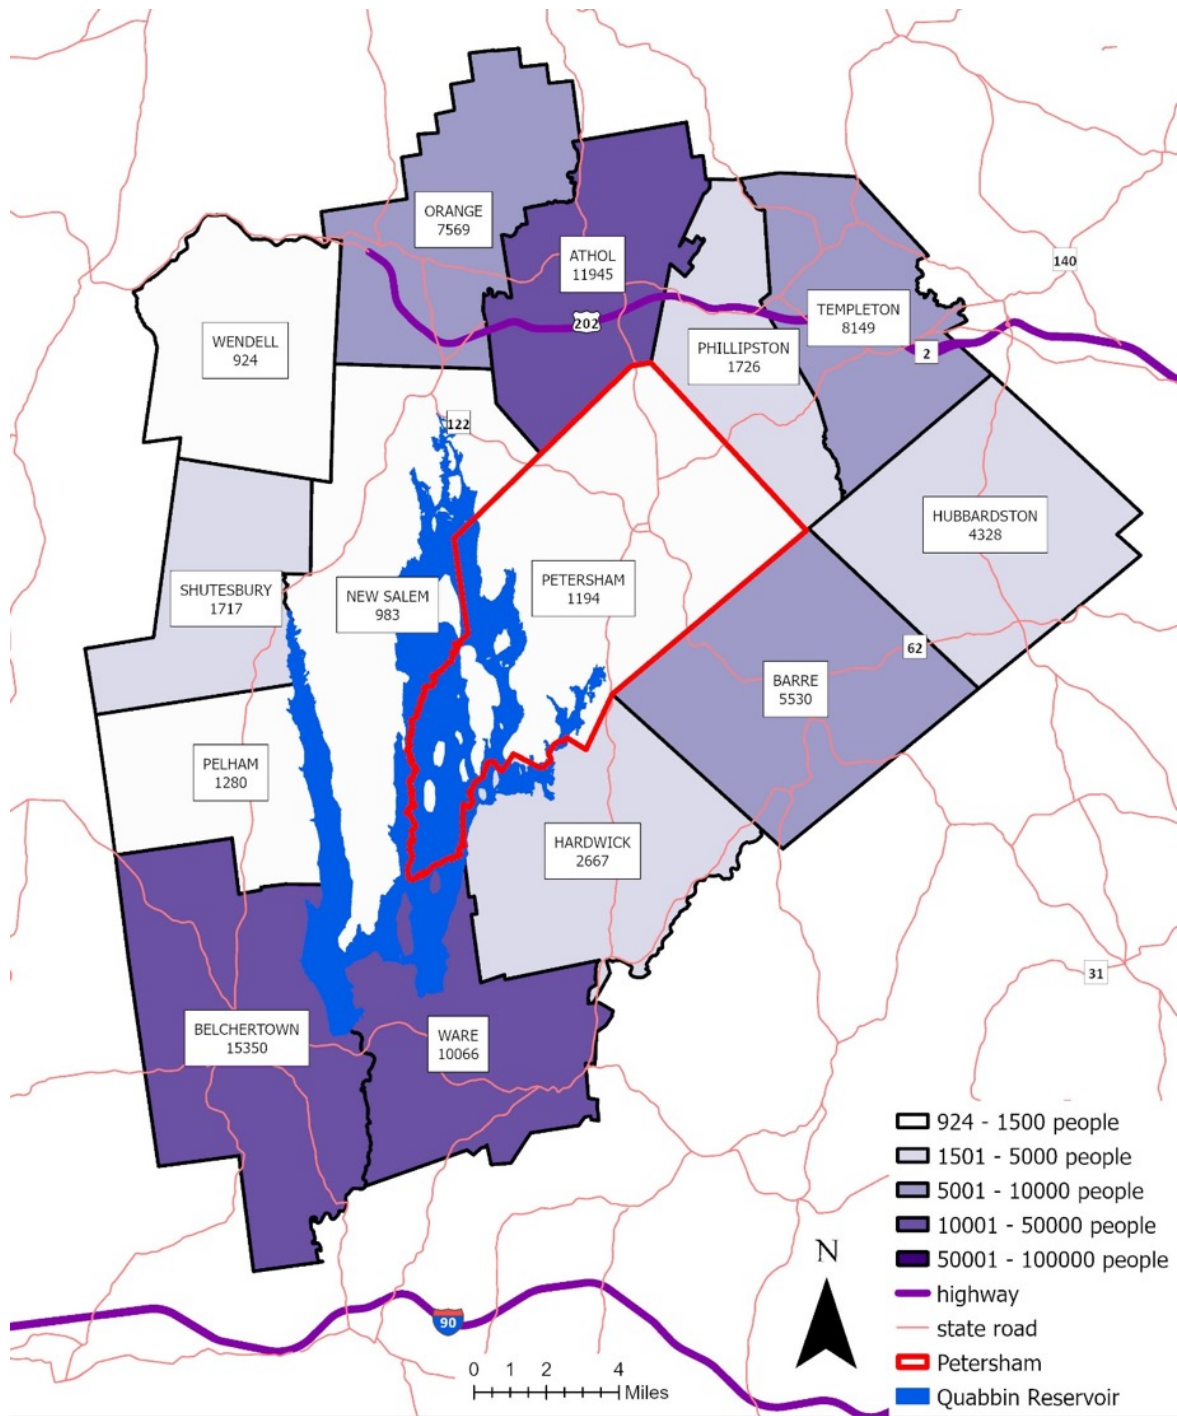 ORANGE
7569
ATHOL
11945
140
202
TEMPLETON
8149
WENDELL
924
PHILLIPSTON
1726
2
122
HUBBARDSTON
4328
SHUTESBURY
1717
NEW SALEM
983
PETERSHAM
1194
62
BARRE
5530
PELHAM
1280
HARDWICK
2667
31
BELCHERTOWN
15350
WARE
10066
924 - 1500 people
1501 - 5000 people
5001 - 10000 people
10001 - 50000 people
50001 - 100000 people
highway
state road
Petersham
Quabbin Reservoir
N
90
0 1 2 4
Miles